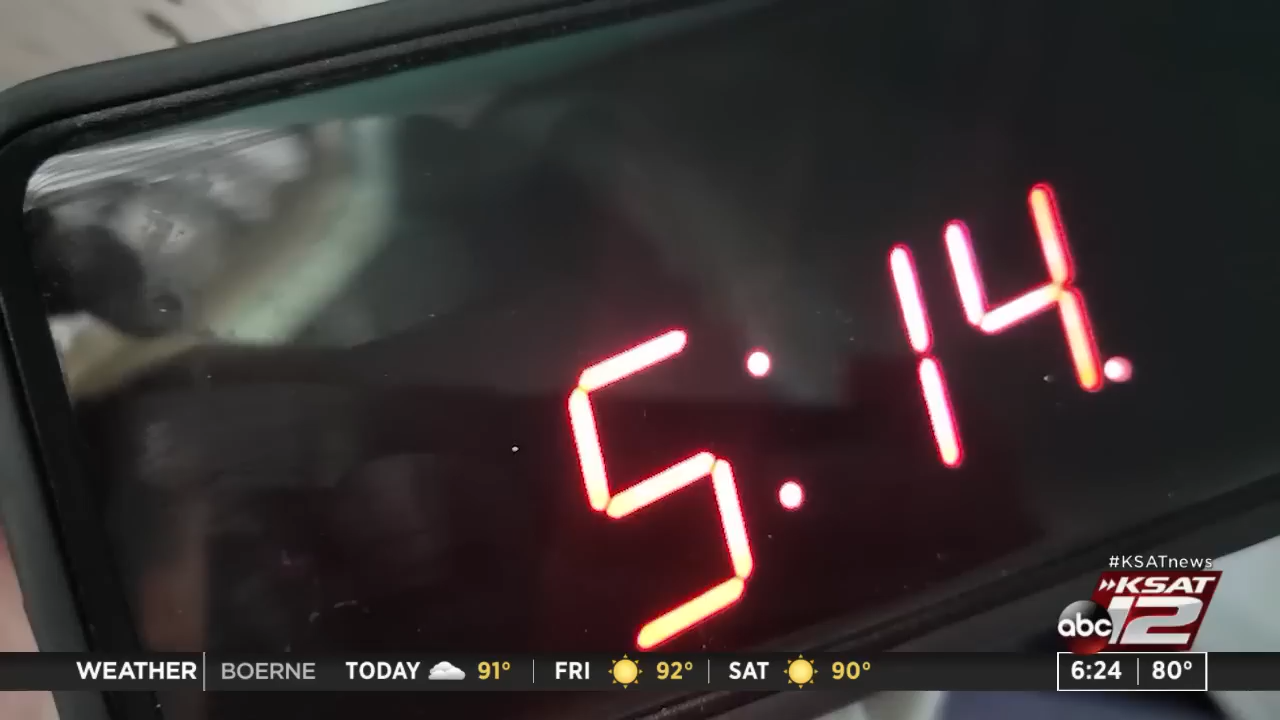 5:14
#KSATnews
KSAT
abc 12
WEATHER BOERNE TODAY 91° FRI 92° SAT 90° 6:24 80°